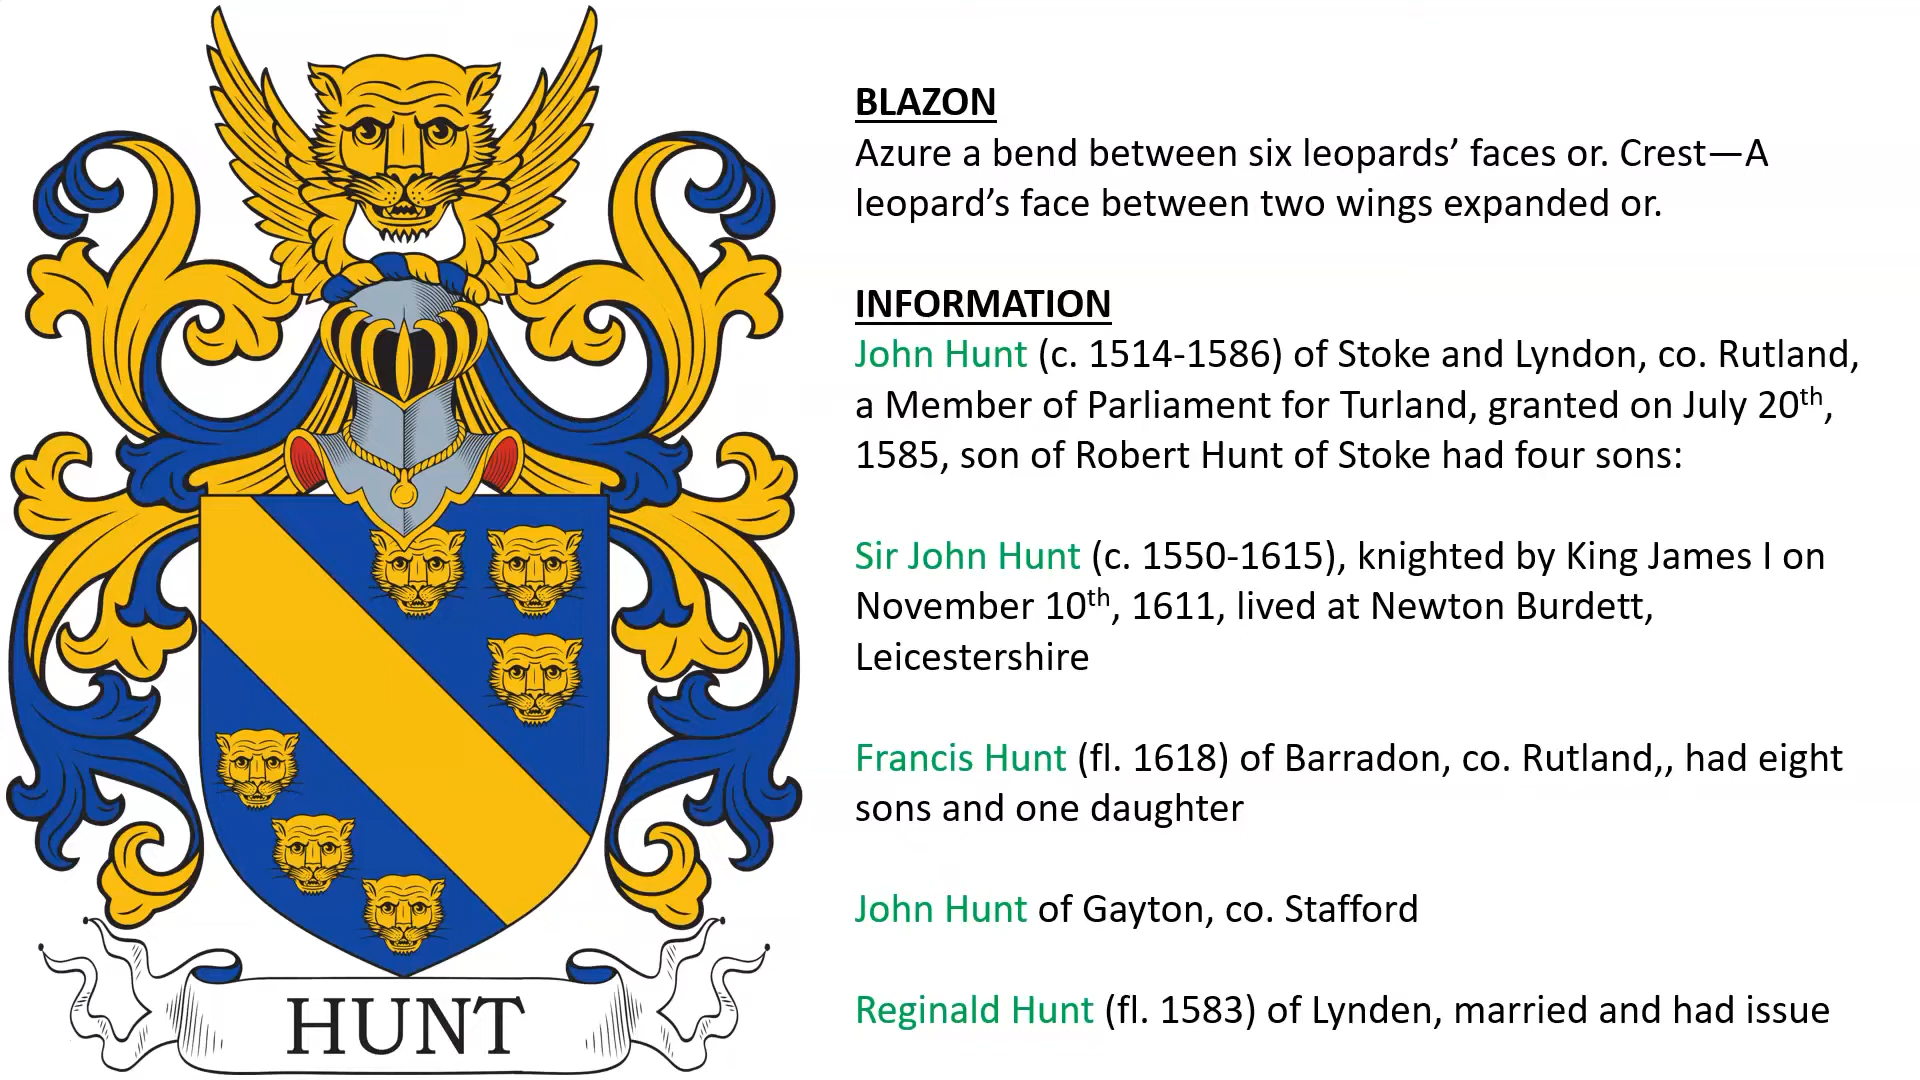 BLAZON
Azure a bend between six leopards’ faces or. Crest—A
leopard’s face between two wings expanded or.
INFORMATION
John Hunt (c. 1514-1586) of Stoke and Lyndon, co. Rutland,
a Member of Parliament for Turland, granted on July 20th,
1585, son of Robert Hunt of Stoke had four sons:
Sir John Hunt (c. 1550-1615), knighted by King James I on
November 10th, 1611, lived at Newton Burdett,
Leicestershire
Francis Hunt (fl. 1618) of Barradon, co. Rutland,, had eight
sons and one daughter
John Hunt of Gayton, co. Stafford
Reginald Hunt (fl. 1583) of Lynden, married and had issue
HUNT